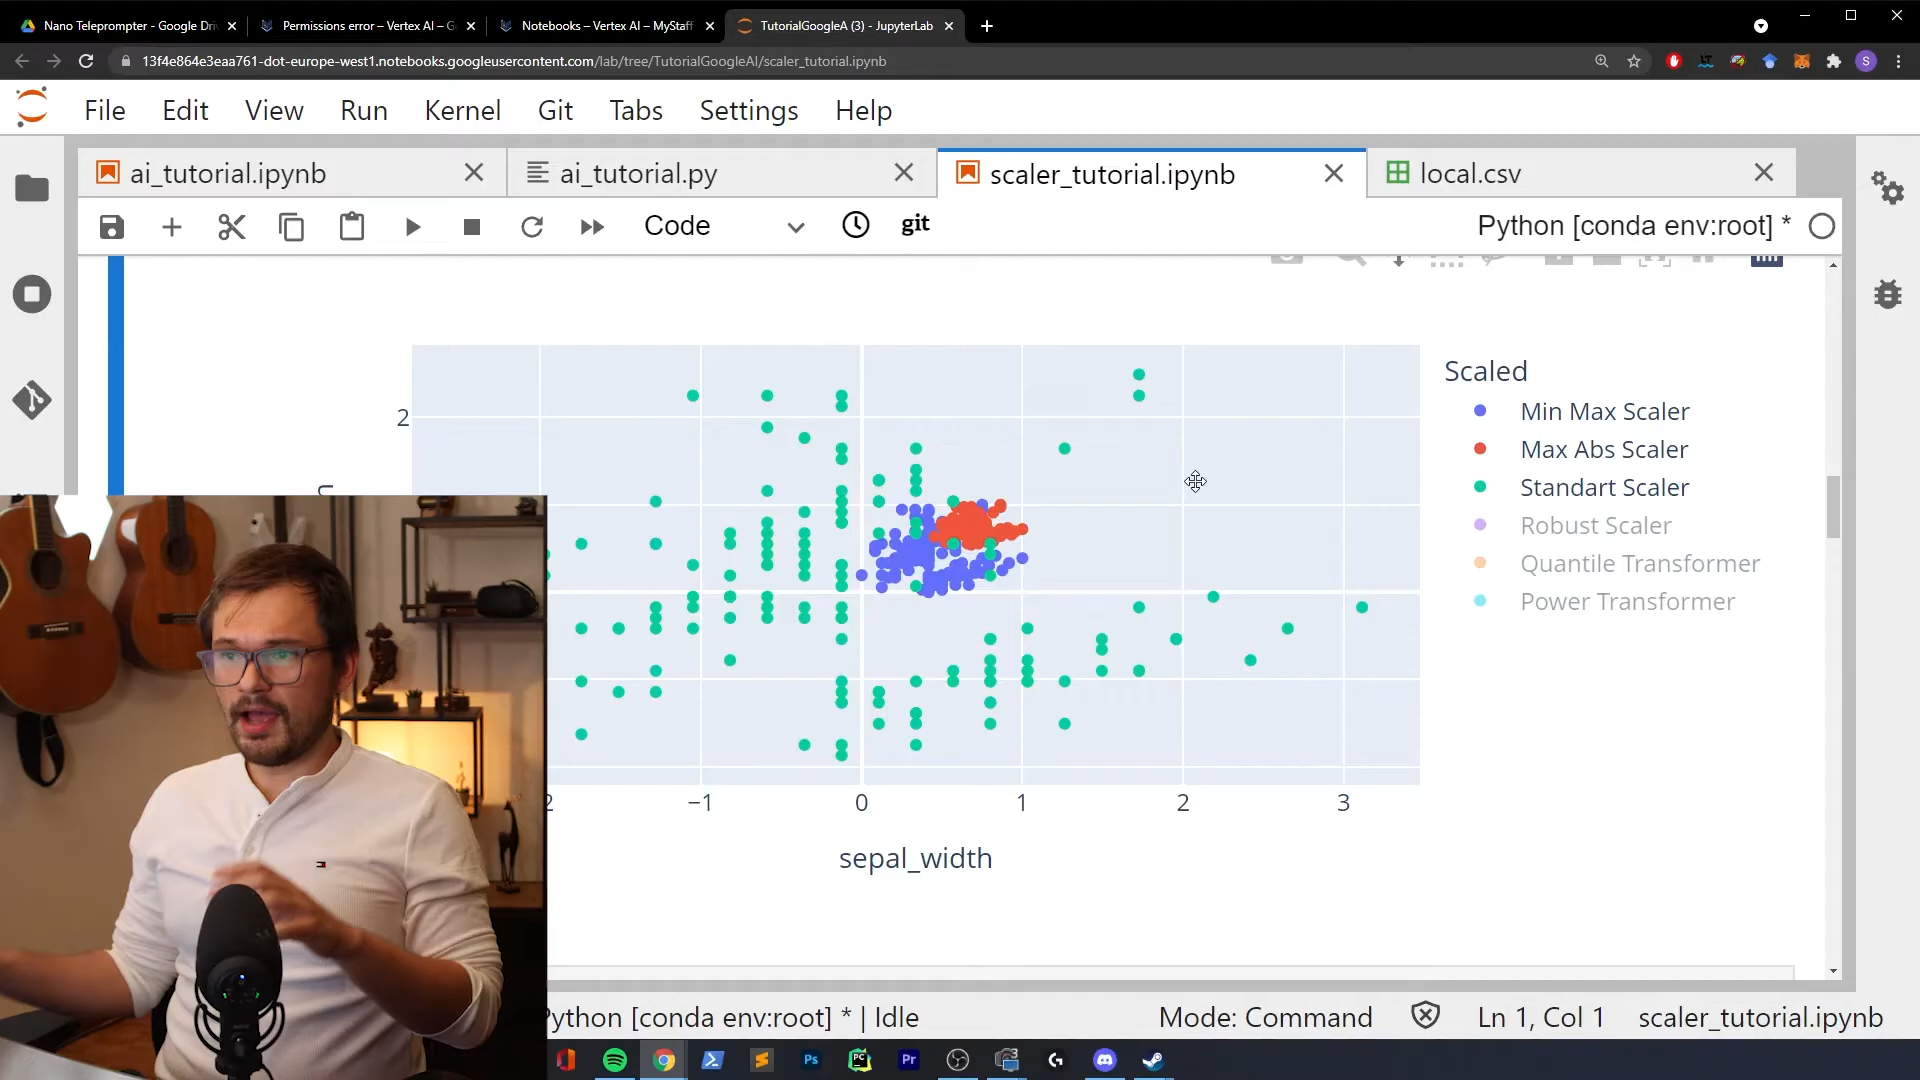 Nano Teleprompter - Google Dri
Permissions error – Vertex AI – G
Notebooks – Vertex AI – MyStaff
TutorialGoogleA (3) - JupyterLab
13f4e864e3eaa761-dot-europe-west1.notebooks.googleusercontent.com/lab/tree/TutorialGoogleAI/scaler_tutorial.ipynb
S
File Edit View Run Kernel Git Tabs Settings Help
ai_tutorial.ipynb
ai_tutorial.py
scaler_tutorial.ipynb
local.csv
Code
git
Python [conda env:root] *
Scaled
Min Max Scaler
Max Abs Scaler
Standart Scaler
Robust Scaler
Quantile Transformer
Power Transformer
2
2 −1 0 1 2 3
sepal_width
ython [conda env:root] * | Idle
Mode: Command
Ln 1, Col 1
scaler_tutorial.ipynb
Ps
PC
Pr